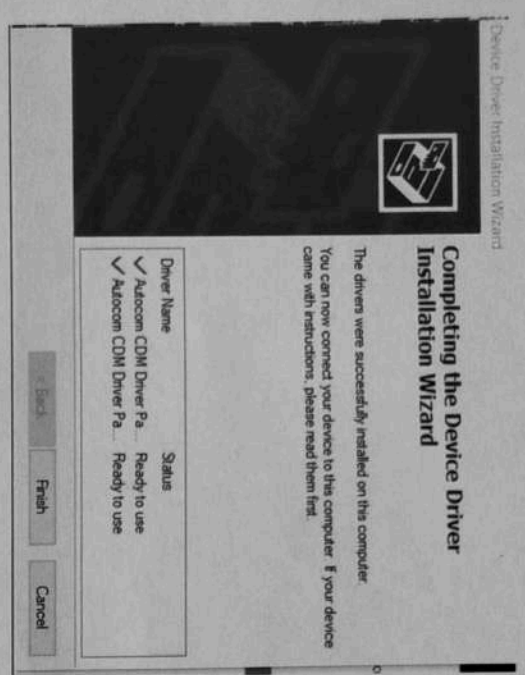 Device Driver Installation Wizard
Completing the Device Driver
Installation Wizard
The drivers were successfully installed on this computer.
You can now connect your device to this computer. If your device
came with instructions, please read them first.
Driver Name Status
✓ Autocom CDM Driver Pa... Ready to use
✓ Autocom CDM Driver Pa... Ready to use
< Back Finish Cancel